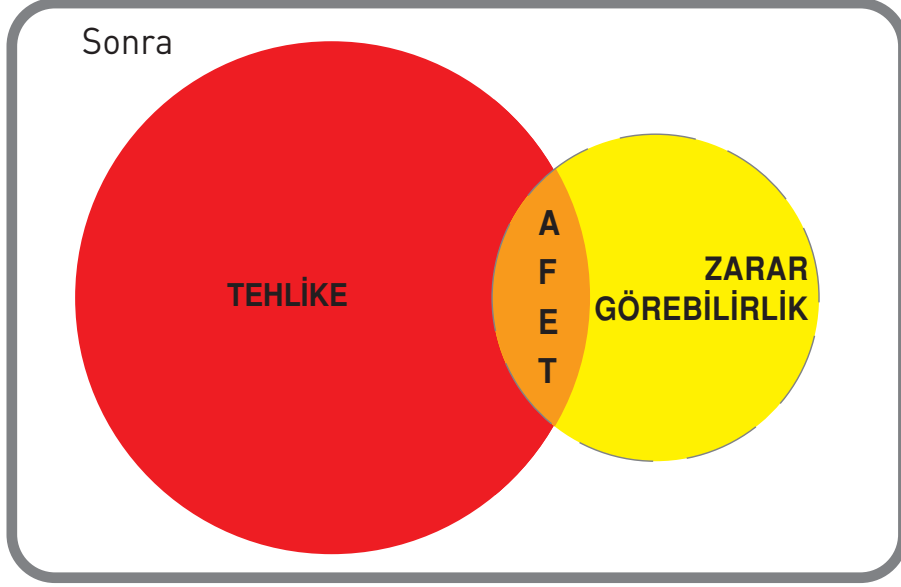 Sonra
TEHLİKE
A
F
E
T
ZARAR
GÖREBİLİRLİK